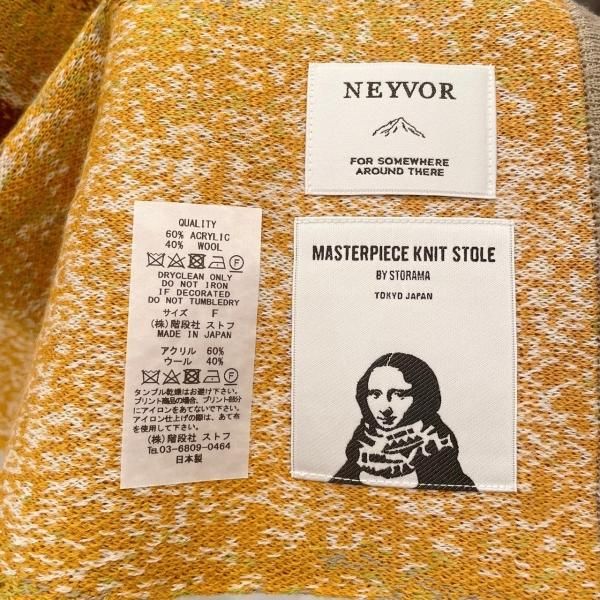 NEYVOR
FOR SOMEWHERE
AROUND THERE
QUALITY
60% ACRYLIC
40% WOOL
F
DRYCLEAN ONLY
DO NOT IRON
IF DECORATED
DO NOT TUMBLEDRY
サイズ F
(株)階段社 ストフ
MADE IN JAPAN
アクリル 60%
ウール 40%
F
タンブル乾燥はお避け下さい。
プリント商品の場合、プリント部分
にアイロンをあてないで下さい。
アイロン仕上げの際は、あて布
を使用して下さい。
(株)階段社 ストフ
TEL.03-6809-0464
日本製
MASTERPIECE KNIT STOLE
BY STORAMA
TOKYO JAPAN